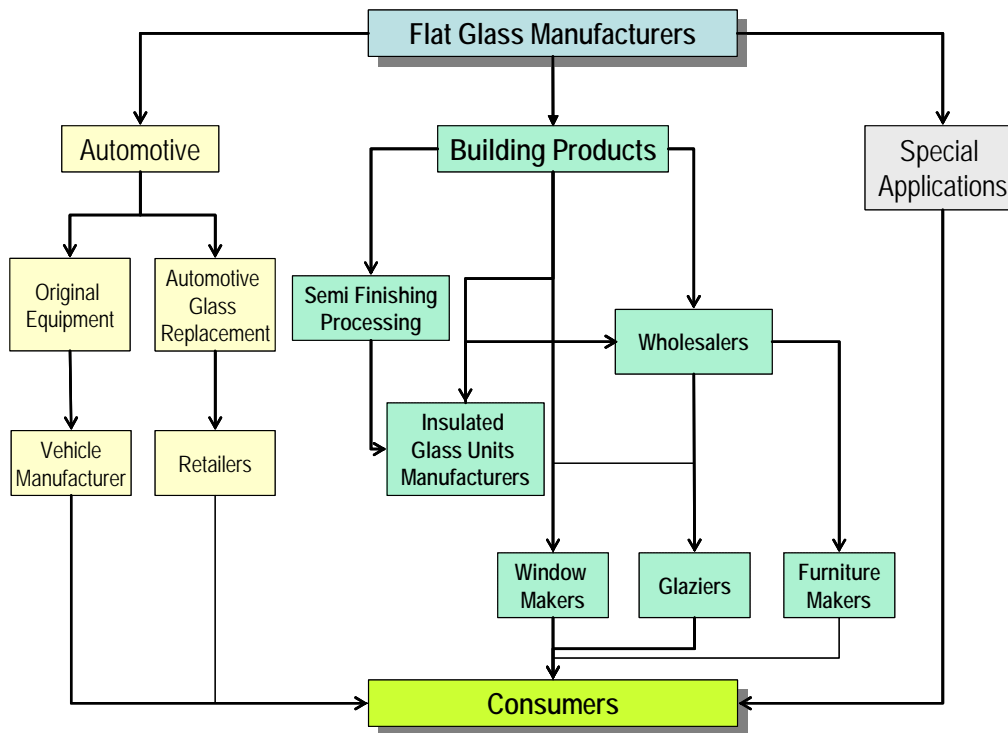 Flat Glass Manufacturers
Automotive
Building Products
Special
Applications
Original
Equipment
Automotive
Glass
Replacement
Semi Finishing
Processing
Wholesalers
Insulated
Glass Units
Manufacturers
Vehicle
Manufacturer
Retailers
Window
Makers
Glaziers
Furniture
Makers
Consumers